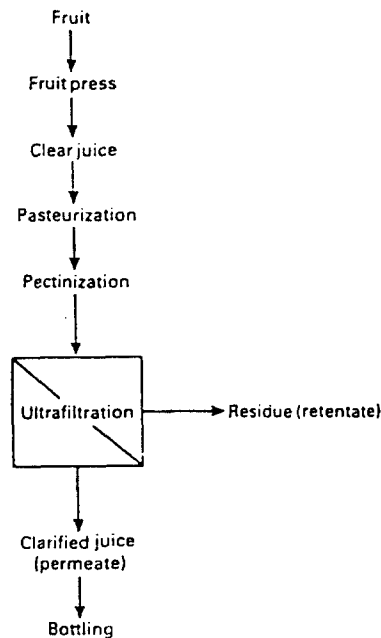 Fruit
Fruit press
Clear juice
Pasteurization
Pectinization
Ultrafiltration
Residue (retentate)
Clarified juice
(permeate)
Bottling